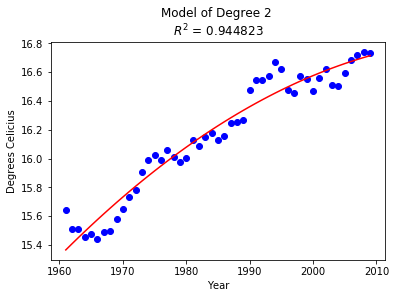 Model of Degree 2
R² = 0.944823
Degrees Celicius
16.8
16.6
16.4
16.2
16.0
15.8
15.6
15.4
1960 1970 1980 1990 2000 2010
Year